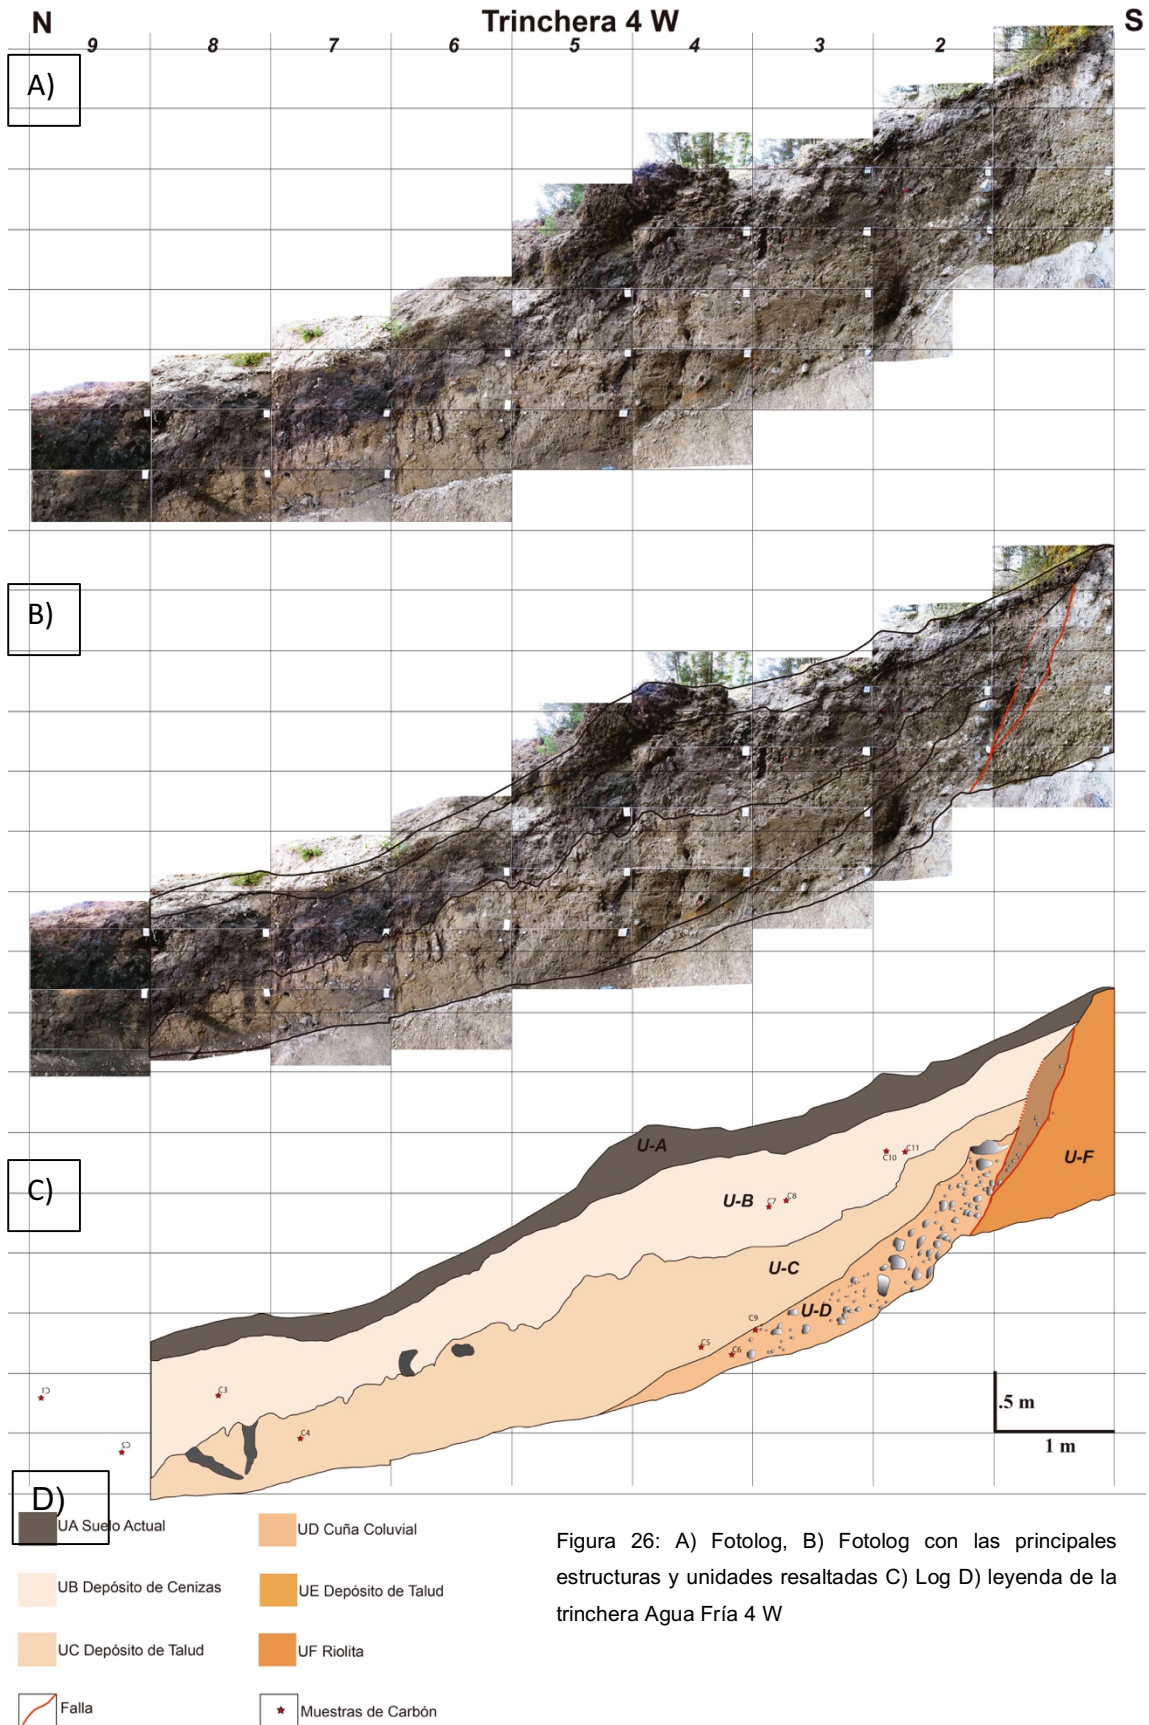 N Trinchera 4 W S
9 8 7 6 5 4 3 2
A)
B)
C)
U-A
U-B
U-C
U-D
U-F
C10 C11
C7 C8
C9
C5 C6
C3
C4
C1
C2
.5 m
1 m
D)
UA Suelo Actual
UB Depósito de Cenizas
UC Depósito de Talud
Falla
UD Cuña Coluvial
UE Depósito de Talud
UF Riolita
Muestras de Carbón
Figura 26: A) Fotolog, B) Fotolog con las principales
estructuras y unidades resaltadas C) Log D) leyenda de la
trinchera Agua Fría 4 W